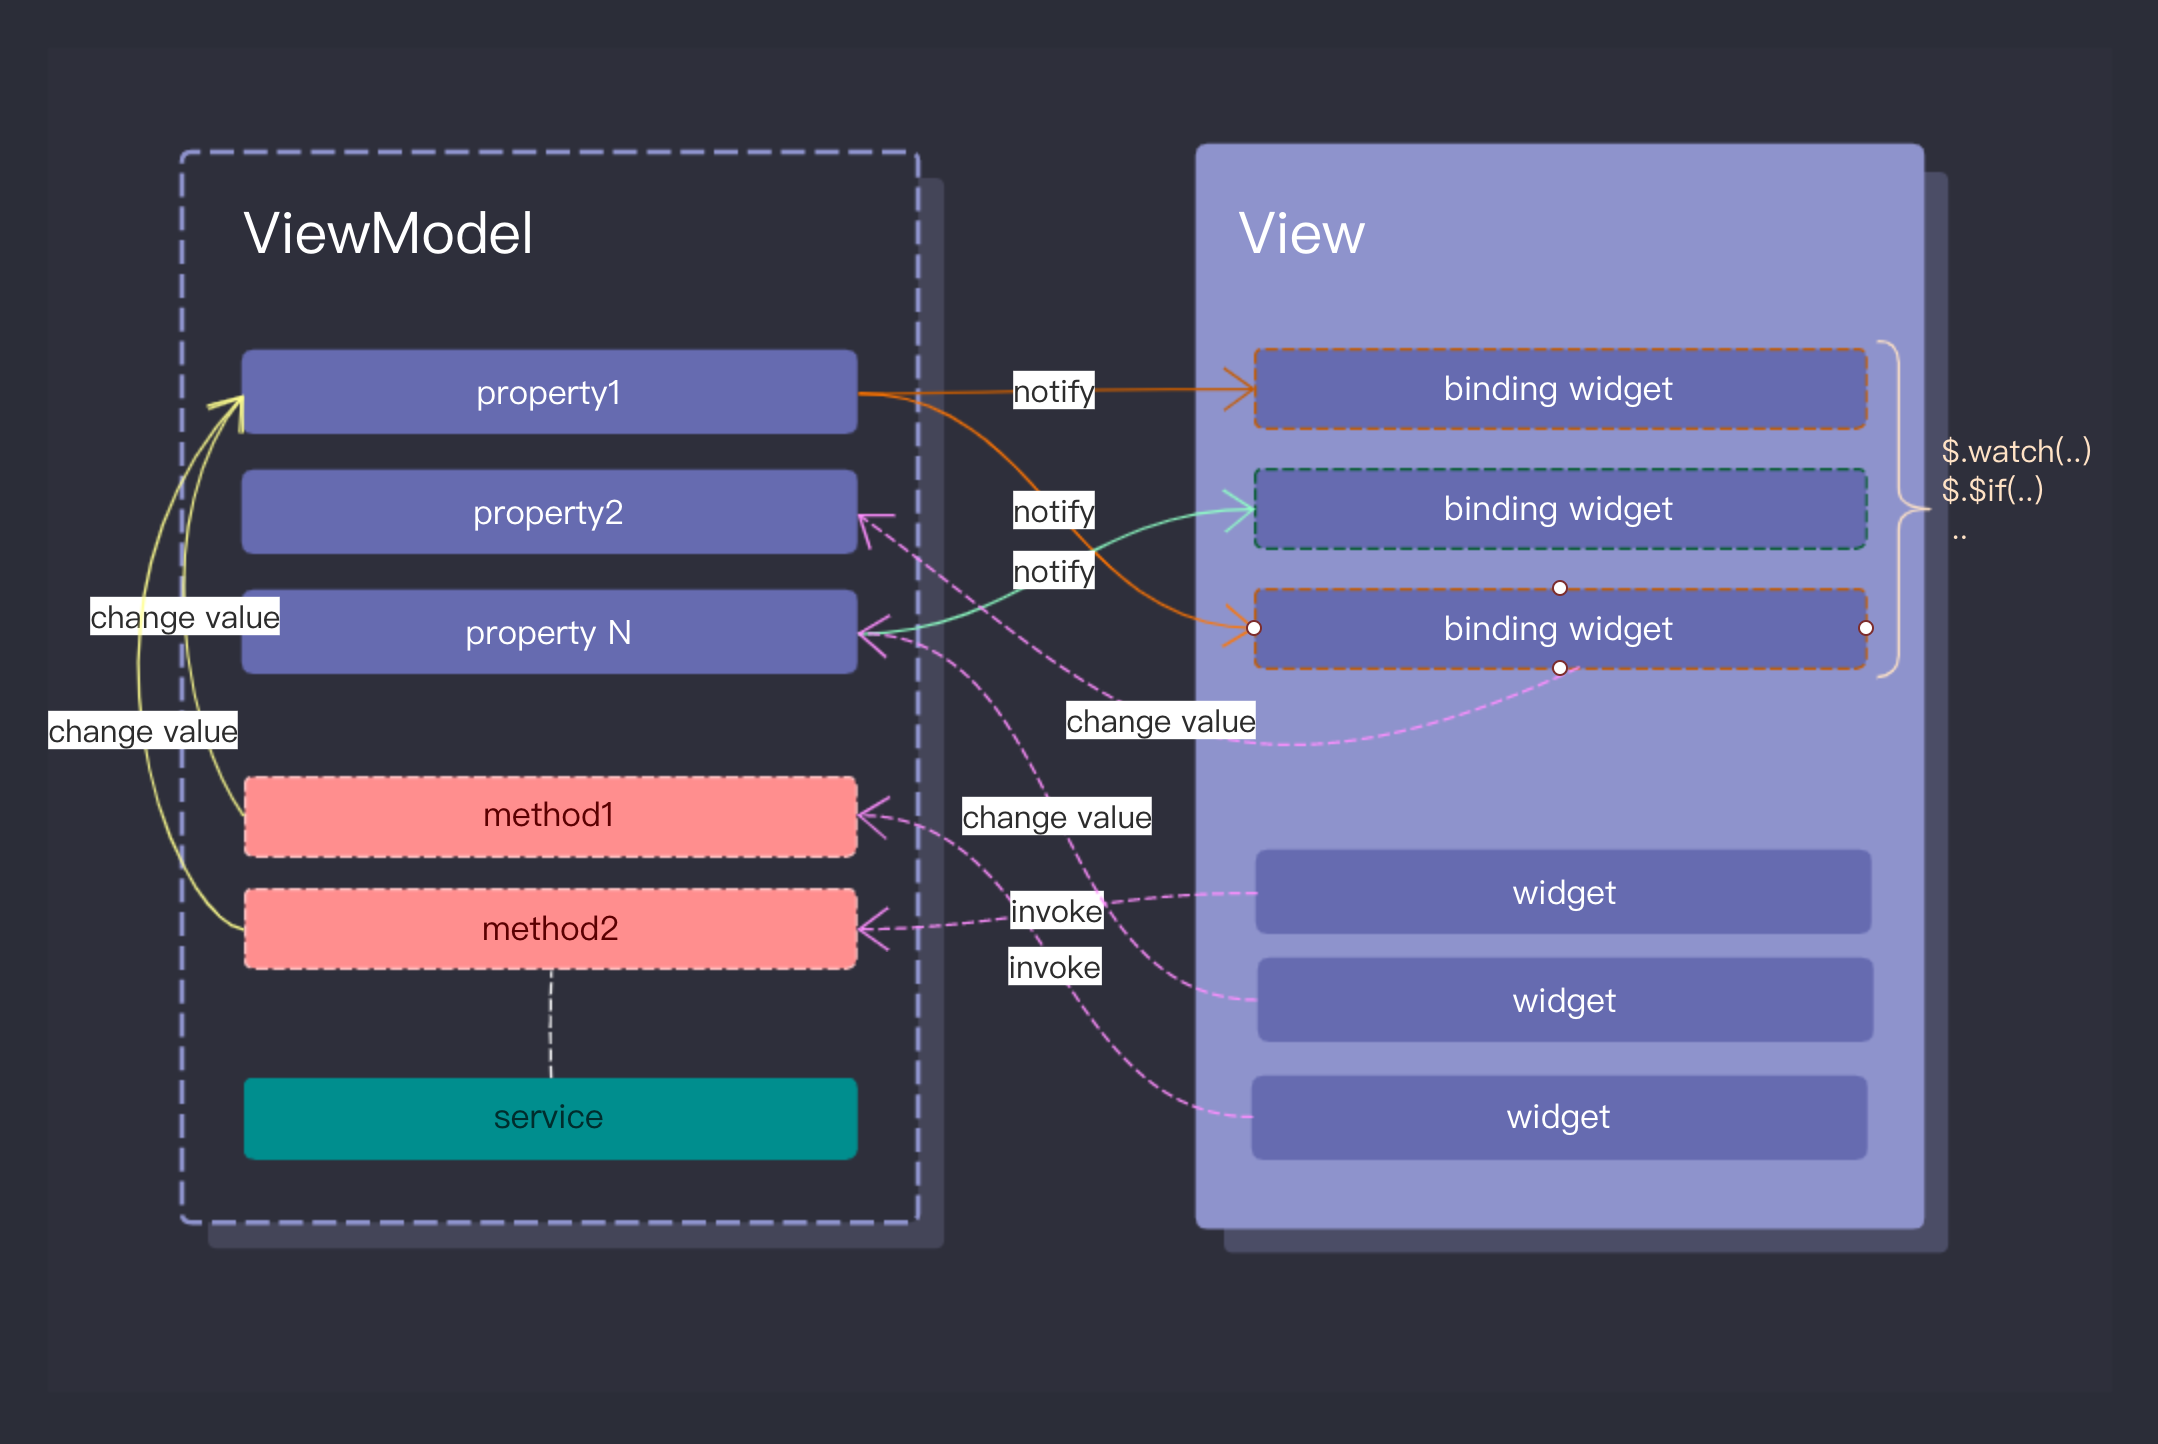 ViewModel
property1
property2
property N
change value
change value
method1
method2
service
notify
notify
notify
change value
change value
invoke
invoke
View
binding widget
binding widget
binding widget
widget
widget
widget
$.watch(..)
$.$if(..)
..